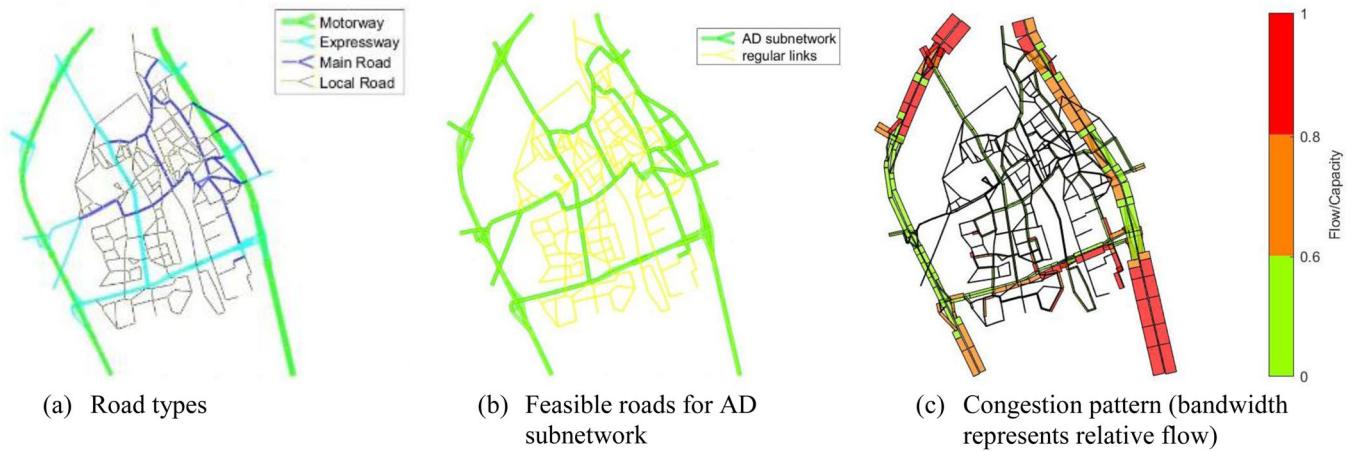 Motorway
Expressway
Main Road
Local Road
AD subnetwork
regular links
1
0.8
0.6
0
Flow/Capacity
(a) Road types
(b) Feasible roads for AD
subnetwork
(c) Congestion pattern (bandwidth
represents relative flow)